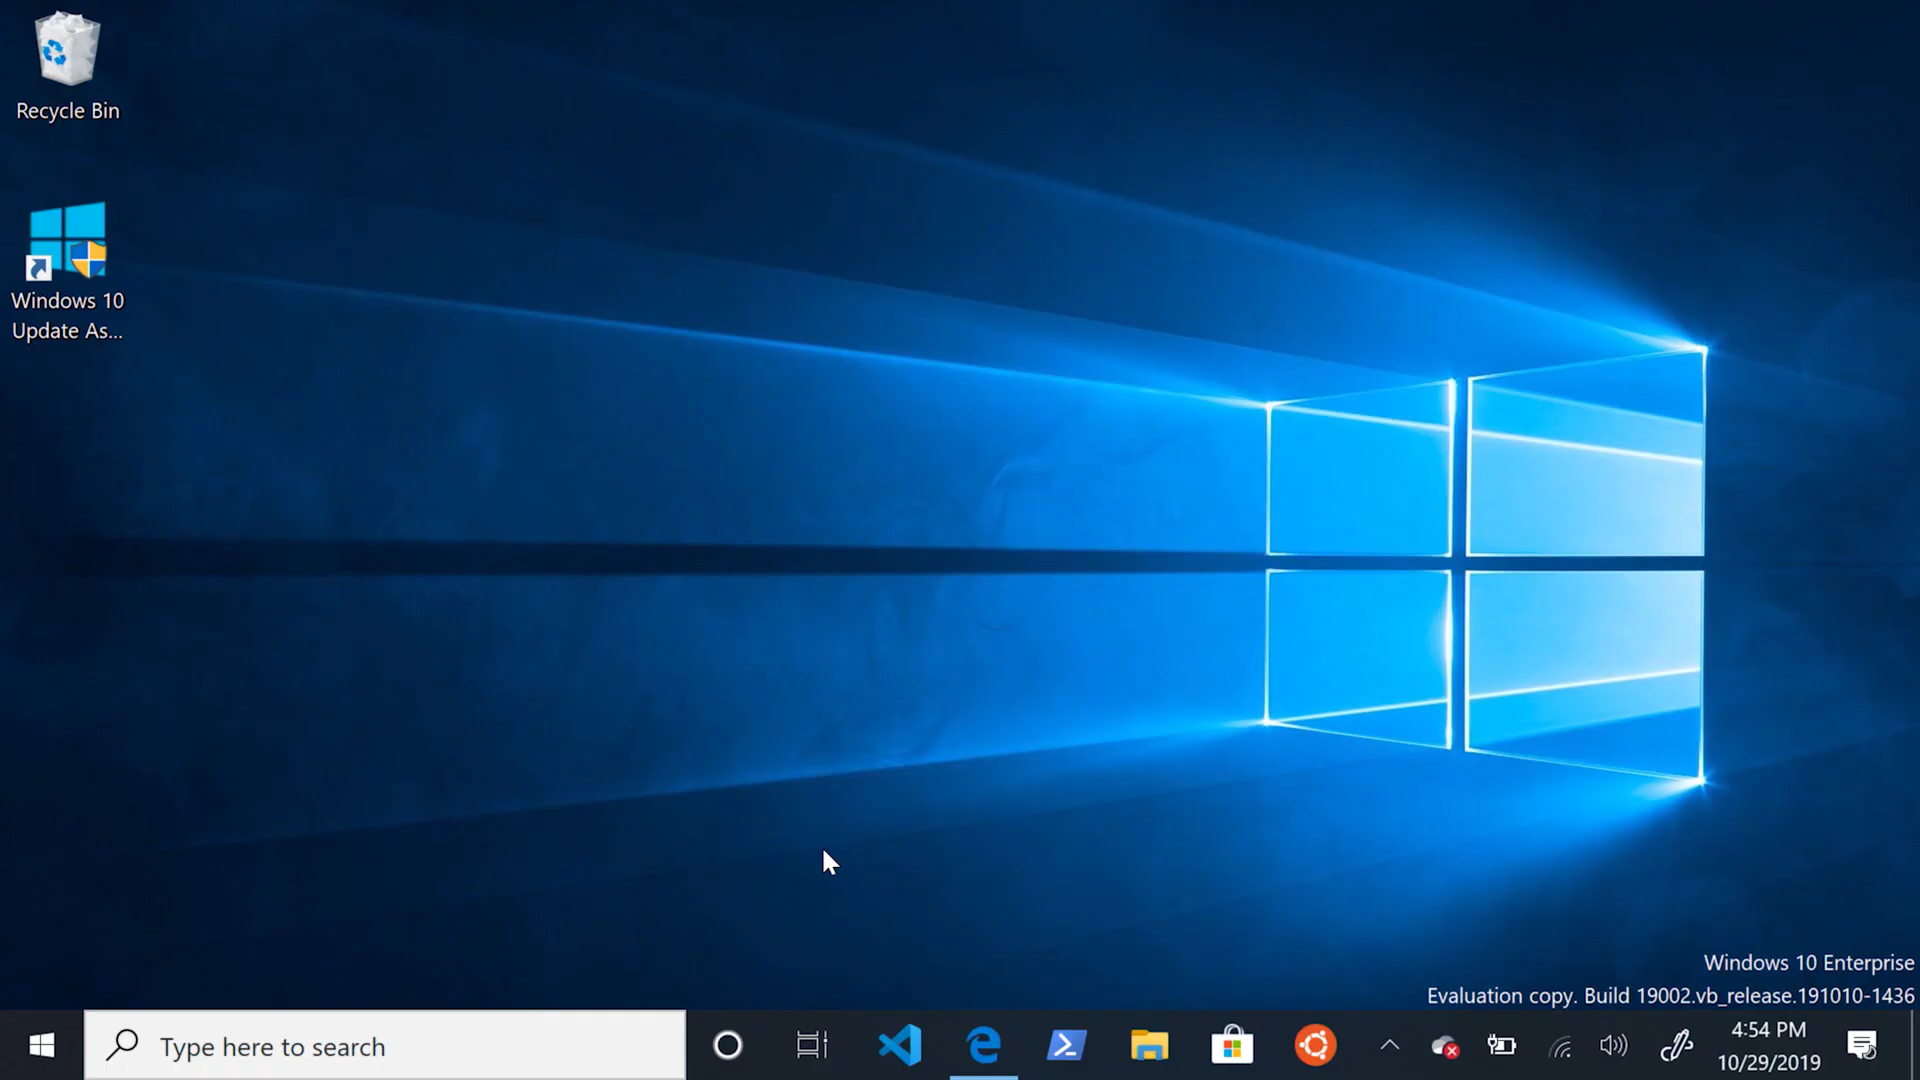 Recycle Bin
Windows 10
Update As...
Windows 10 Enterprise
Evaluation copy. Build 19002.vb_release.191010-1436
Type here to search
4:54 PM
10/29/2019